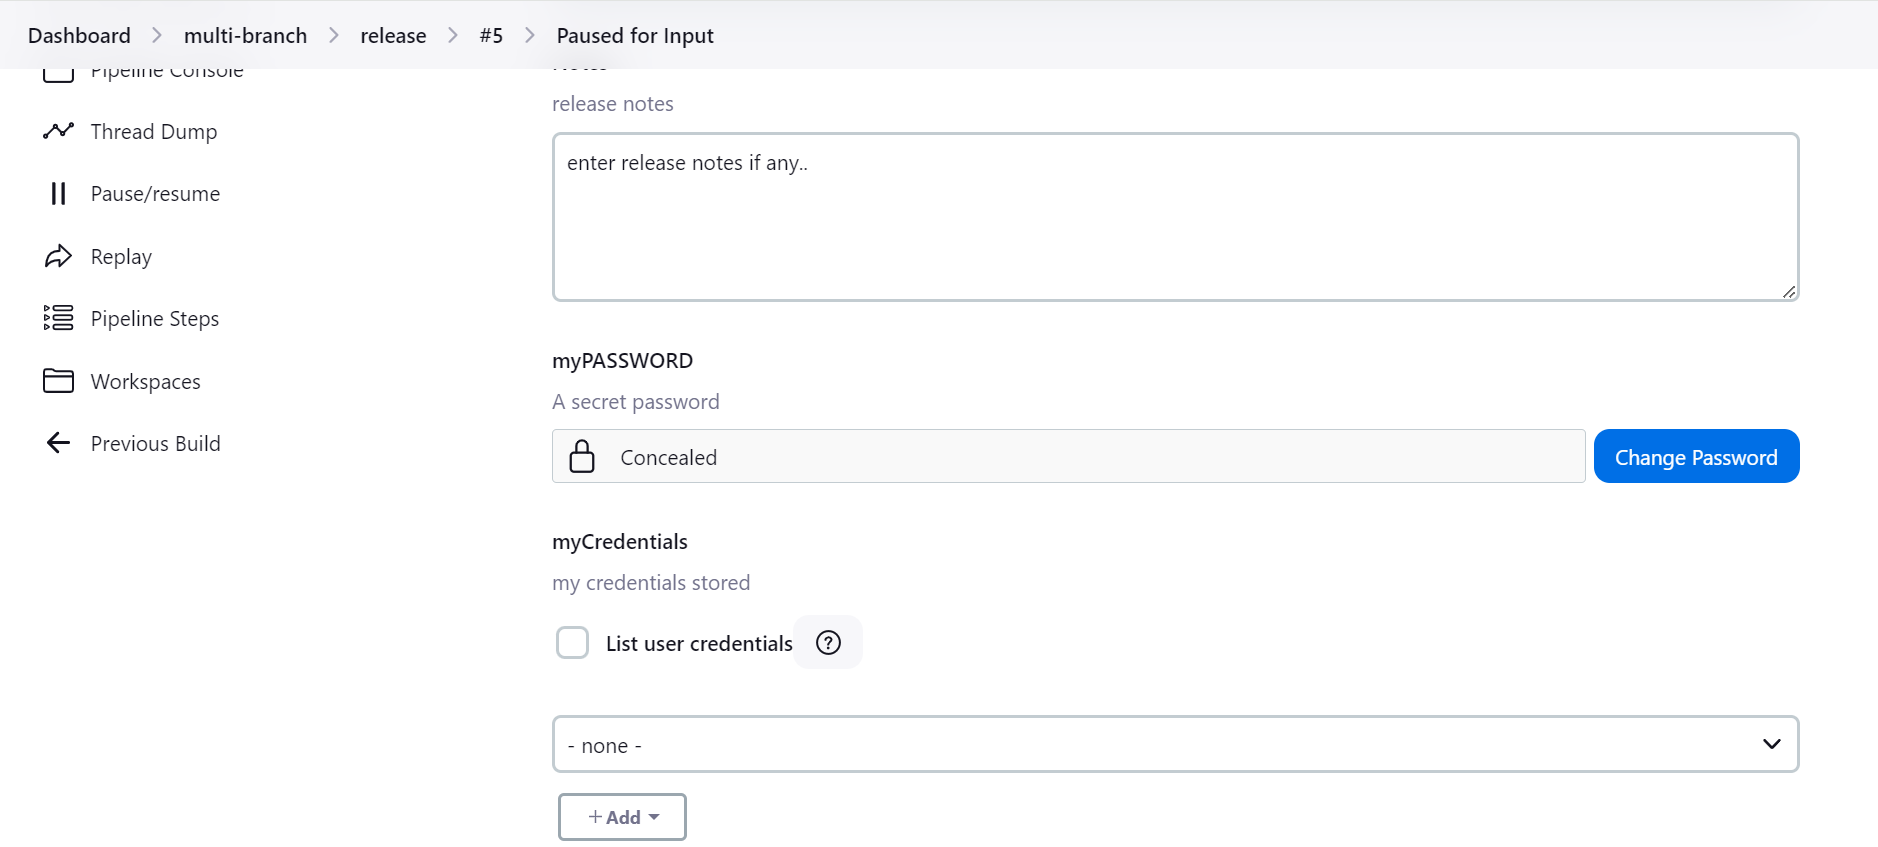 Dashboard > multi-branch > release > #5 > Paused for Input
Pipeline Console
Thread Dump
Pause/resume
Replay
Pipeline Steps
Workspaces
Previous Build
Notes
release notes
enter release notes if any..
myPASSWORD
A secret password
Concealed
Change Password
myCredentials
my credentials stored
List user credentials ?
- none -
+ Add